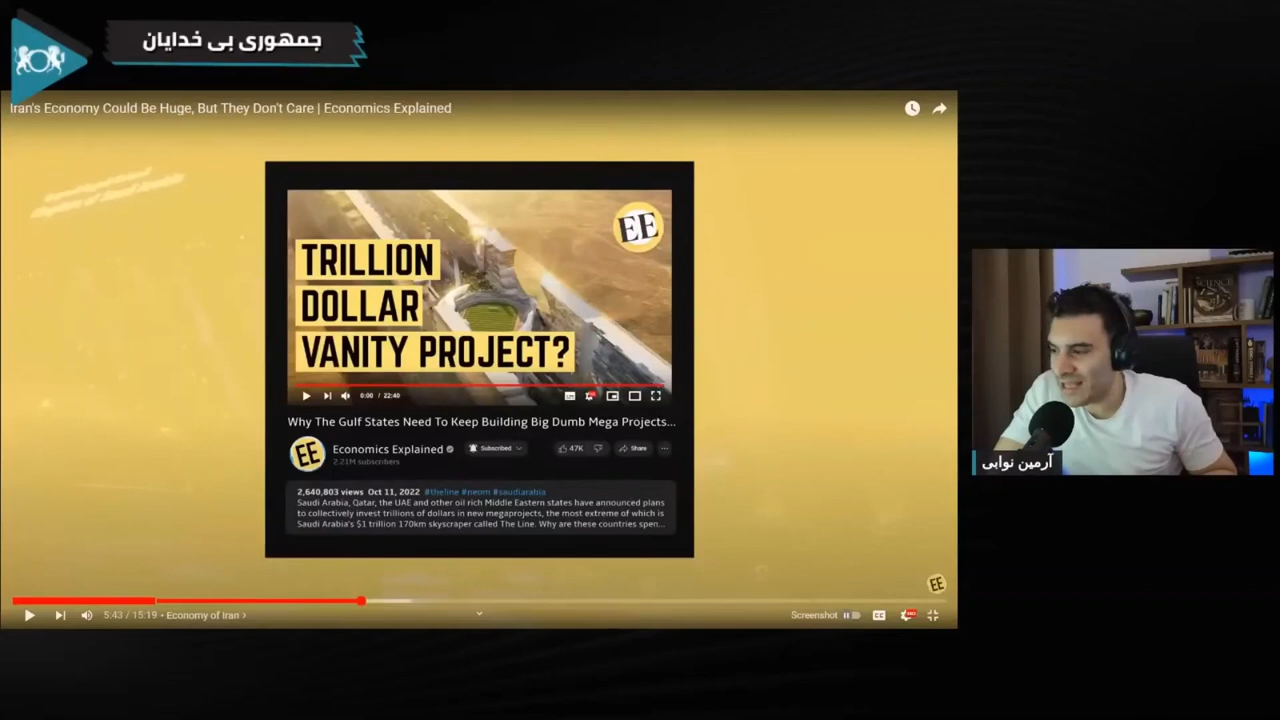 جمهوری بی خدایان
Iran's Economy Could Be Huge, But They Don't Care | Economics Explained
EE
TRILLION
DOLLAR
VANITY PROJECT?
0:00 / 22:40
Why The Gulf States Need To Keep Building Big Dumb Mega Projects...
EE
Economics Explained
Subscribed
47K
Share
2.21M subscribers
2,640,803 views Oct 11, 2022 #theline #neom #saudiarabia
Saudi Arabia, Qatar, the UAE and other oil rich Middle Eastern states have announced plans
to collectively invest trillions of dollars in new megaprojects, the most extreme of which is
Saudi Arabia's $1 trillion 170km skyscraper called The Line. Why are these countries spen...
EE
5:43 / 15:19 • Economy of Iran ›
Screenshot
CC
HD
SCIENCE
آرمین نوابی